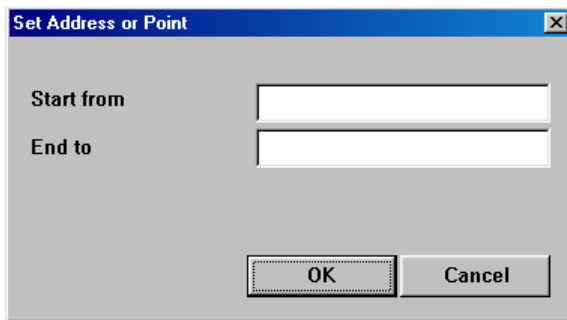 Set Address or Point
Start from
End to
OK Cancel